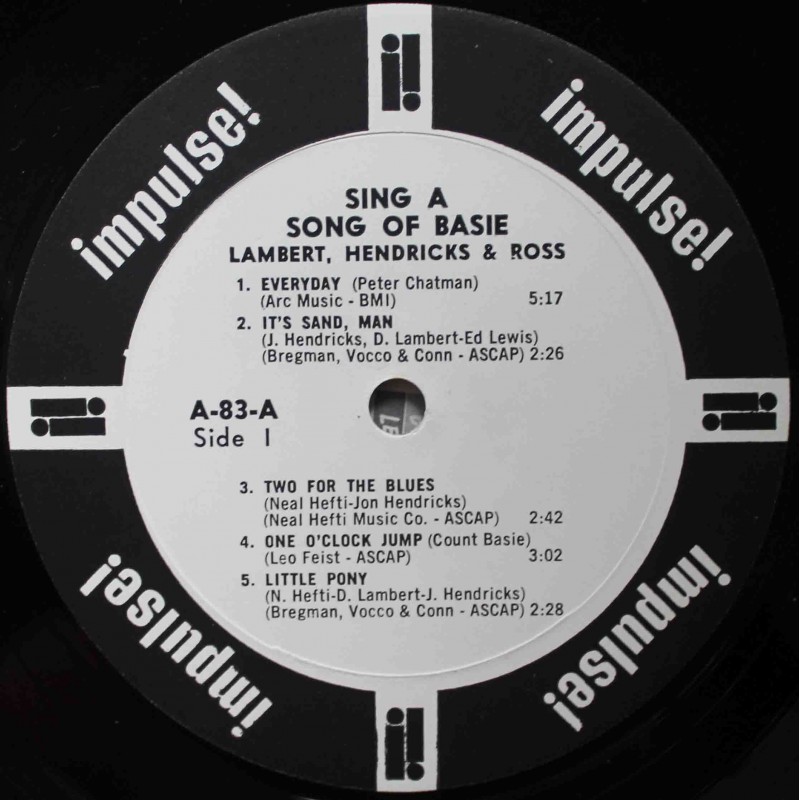 impulse!
impulse!
SING A
SONG OF BASIE
LAMBERT, HENDRICKS & ROSS
1. EVERYDAY (Peter Chatman)
(Arc Music - BMI) 5:17
2. IT'S SAND, MAN
(J. Hendricks, D. Lambert-Ed Lewis)
(Bregman, Vocco & Conn - ASCAP) 2:26
A-83-A
Side 1
3. TWO FOR THE BLUES
(Neal Hefti-Jon Hendricks)
(Neal Hefti Music Co. - ASCAP) 2:42
4. ONE O'CLOCK JUMP (Count Basie)
(Leo Feist - ASCAP) 3:02
5. LITTLE PONY
(N. Hefti-D. Lambert-J. Hendricks)
(Bregman, Vocco & Conn - ASCAP) 2:28
impulse!
impulse!